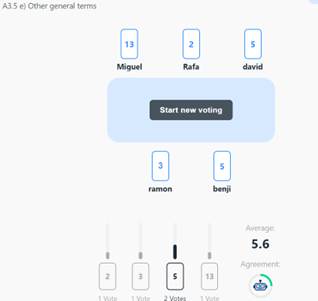 A3.5 e) Other general terms
13 2 5
Miguel Rafa david
Start new voting
3 5
ramon benji
Average:
5.6
Agreement:
2 3 5 13
1 Vote 1 Vote 2 Votes 1 Vote